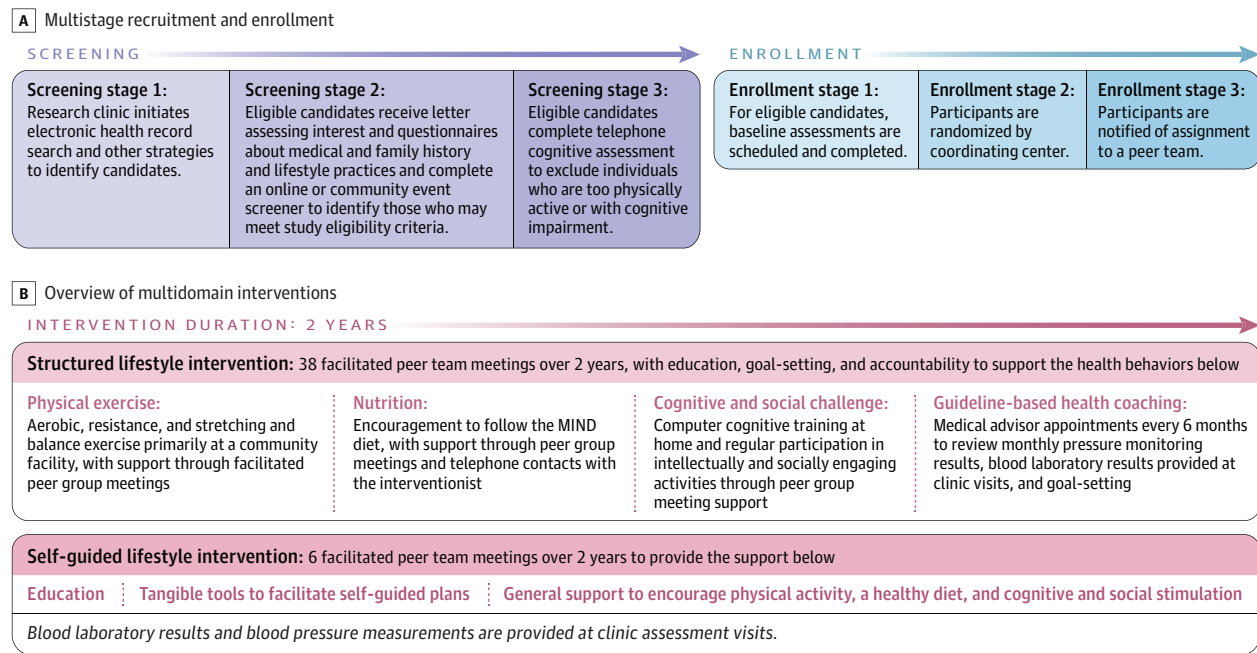 A Multistage recruitment and enrollment
SCREENING
ENROLLMENT
Screening stage 1:
Research clinic initiates
electronic health record
search and other strategies
to identify candidates.
Screening stage 2:
Eligible candidates receive letter
assessing interest and questionnaires
about medical and family history
and lifestyle practices and complete
an online or community event
screener to identify those who may
meet study eligibility criteria.
Screening stage 3:
Eligible candidates
complete telephone
cognitive assessment
to exclude individuals
who are too physically
active or with cognitive
impairment.
Enrollment stage 1:
For eligible candidates,
baseline assessments are
scheduled and completed.
Enrollment stage 2:
Participants are
randomized by
coordinating center.
Enrollment stage 3:
Participants are
notified of assignment
to a peer team.
B Overview of multidomain interventions
INTERVENTION DURATION: 2 YEARS
Structured lifestyle intervention: 38 facilitated peer team meetings over 2 years, with education, goal-setting, and accountability to support the health behaviors below
Physical exercise:
Aerobic, resistance, and stretching and
balance exercise primarily at a community
facility, with support through facilitated
peer group meetings
Nutrition:
Encouragement to follow the MIND
diet, with support through peer group
meetings and telephone contacts with
the interventionist
Cognitive and social challenge:
Computer cognitive training at
home and regular participation in
intellectually and socially engaging
activities through peer group
meeting support
Guideline-based health coaching:
Medical advisor appointments every 6 months
to review monthly pressure monitoring
results, blood laboratory results provided at
clinic visits, and goal-setting
Self-guided lifestyle intervention: 6 facilitated peer team meetings over 2 years to provide the support below
Education
Tangible tools to facilitate self-guided plans
General support to encourage physical activity, a healthy diet, and cognitive and social stimulation
Blood laboratory results and blood pressure measurements are provided at clinic assessment visits.